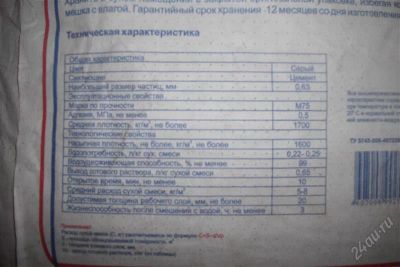 мешка с влагой. Гарантийный срок хранения -12 месяцев со дня изготовления
Техническая характеристика
Общая характеристика
Цвет Серый
Связующее Цемент
Наибольший размер частиц, мм 0,63
Эксплуатационные свойства
Марка по прочности М75
Адгезия, МПа, не менее 0,5
Средняя плотность, кг/м³, не более 1700
Технологические свойства
Насыпная плотность, кг/м³, не более 1600
Водопотребность, л/кг сух. смеси 0,22- 0,25
Водоудерживающая способность, %, не менее 99
Выход готового раствора, л/кг сухой смеси 0,65
Открытое время, мин, не менее 10
Средний расход сухой смеси, кг/м² 5-8
Допустимая толщина рабочего слоя, мм, не более 20
Жизнеспособность после смешения с водой, ч, не менее 3
Примечание:
24au.ru